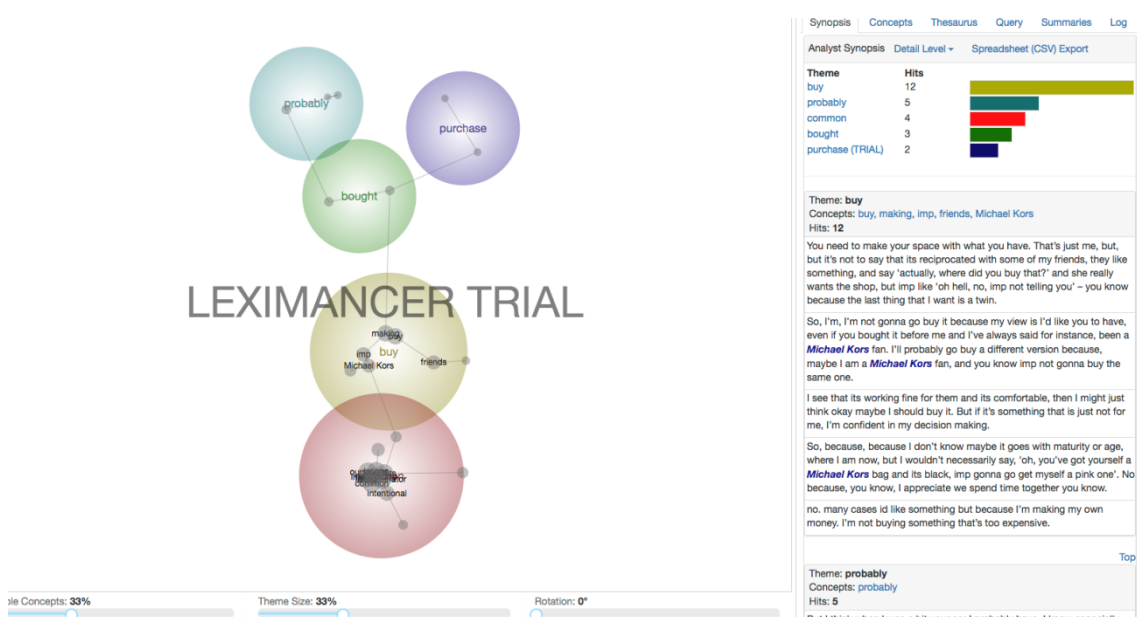 Synopsis Concepts Thesaurus Query Summaries Log
Analyst Synopsis Detail Level Spreadsheet (CSV) Export
Theme Hits
buy 12
probably 5
common 4
bought 3
purchase (TRIAL) 2
probably
purchase
bought
LEXIMANCER TRIAL
making
buy
imp buy
friends
Michael Kors
common
intentional
Theme: buy
Concepts: buy, making, imp, friends, Michael Kors
Hits: 12
You need to make your space with what you have. That's just me, but,
but it's not to say that its reciprocated with some of my friends, they like
something, and say 'actually, where did you buy that?' and she really
wants the shop, but imp like 'oh hell, no, imp not telling you' – you know
because the last thing that I want is a twin.
So, I'm, I'm not gonna go buy it because my view is I'd like you to have,
even if you bought it before me and I've always said for instance, been a
Michael Kors fan. I'll probably go buy a different version because,
maybe I am a Michael Kors fan, and you know imp not gonna buy the
same one.
I see that its working fine for them and its comfortable, then I might just
think okay maybe I should buy it. But if it's something that is just not for
me, I'm confident in my decision making.
So, because, because I don't know maybe it goes with maturity or age,
where I am now, but I wouldn't necessarily say, 'oh, you've got yourself a
Michael Kors bag and its black, imp gonna go get myself a pink one'. No
because, you know, I appreciate we spend time together you know.
no. many cases id like something but because I'm making my own
money. I'm not buying something that's too expensive.
Top
Theme: probably
Concepts: probably
Hits: 5
Concepts: 33%
Theme Size: 33%
Rotation: 0°